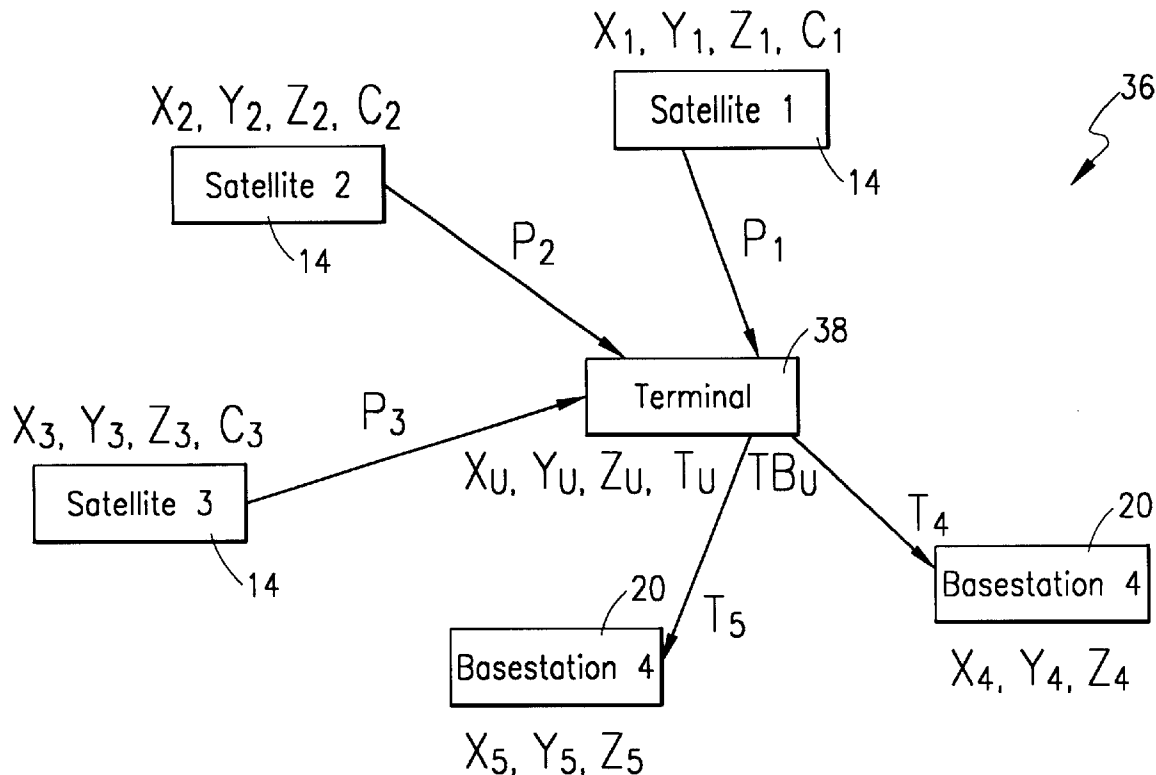 X1, Y1, Z1, C1
36
Satellite 1
X2, Y2, Z2, C2
14
Satellite 2
P1
14
P2
38
Terminal
P3
X3, Y3, Z3, C3
XU, YU, ZU, TU TBU
Satellite 3
T4
20
14
20
Basestation 4
T5
Basestation 4
X4, Y4, Z4
X5, Y5, Z5